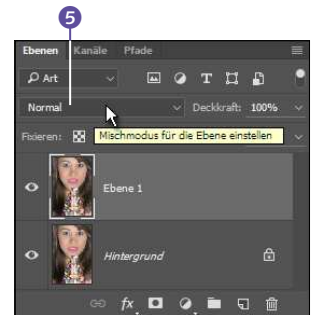 5
Ebenen Kanäle Pfade
Art
Normal Deckkraft: 100%
Fixieren: Mischmodus für die Ebene einstellen
Ebene 1
Hintergrund
fx